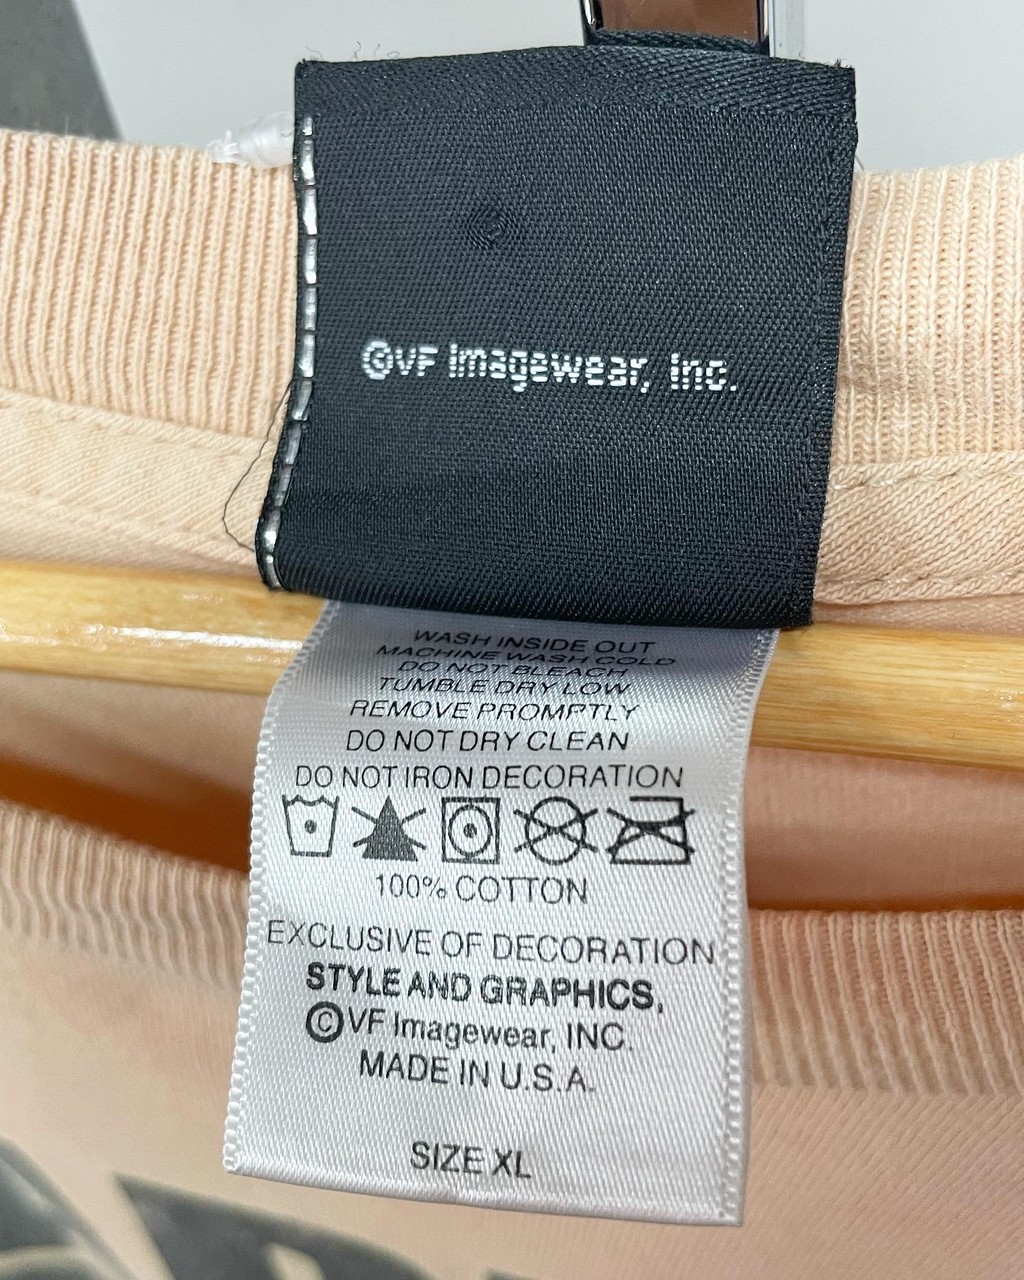 ©VF Imagewear, Inc.
WASH INSIDE OUT
MACHINE WASH COLD
DO NOT BLEACH
TUMBLE DRY LOW
REMOVE PROMPTLY
DO NOT DRY CLEAN
DO NOT IRON DECORATION
100% COTTON
EXCLUSIVE OF DECORATION
STYLE AND GRAPHICS,
©VF Imagewear, INC.
MADE IN U.S.A.
SIZE XL